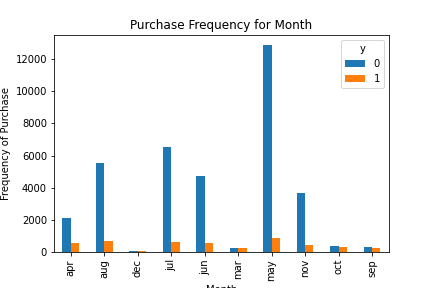 Purchase Frequency for Month
y
0
1
12000
10000
8000
6000
4000
2000
0
Frequency of Purchase
apr
aug
dec
jul
jun
mar
may
nov
oct
sep
Month